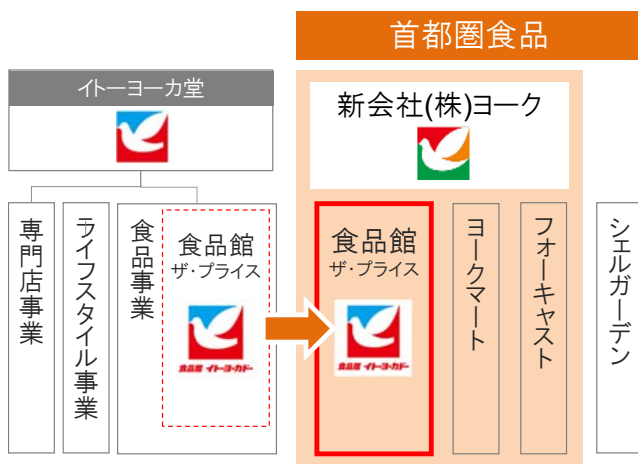 首都圏食品
イトーヨーカ堂
新会社(株)ヨーク
専門店事業
ライフスタイル事業
食品事業
食品館
ザ・プライス
食品館 イトーヨーカドー
食品館
ザ・プライス
食品館 イトーヨーカドー
ヨークマート
フォーキャスト
シェルガーデン